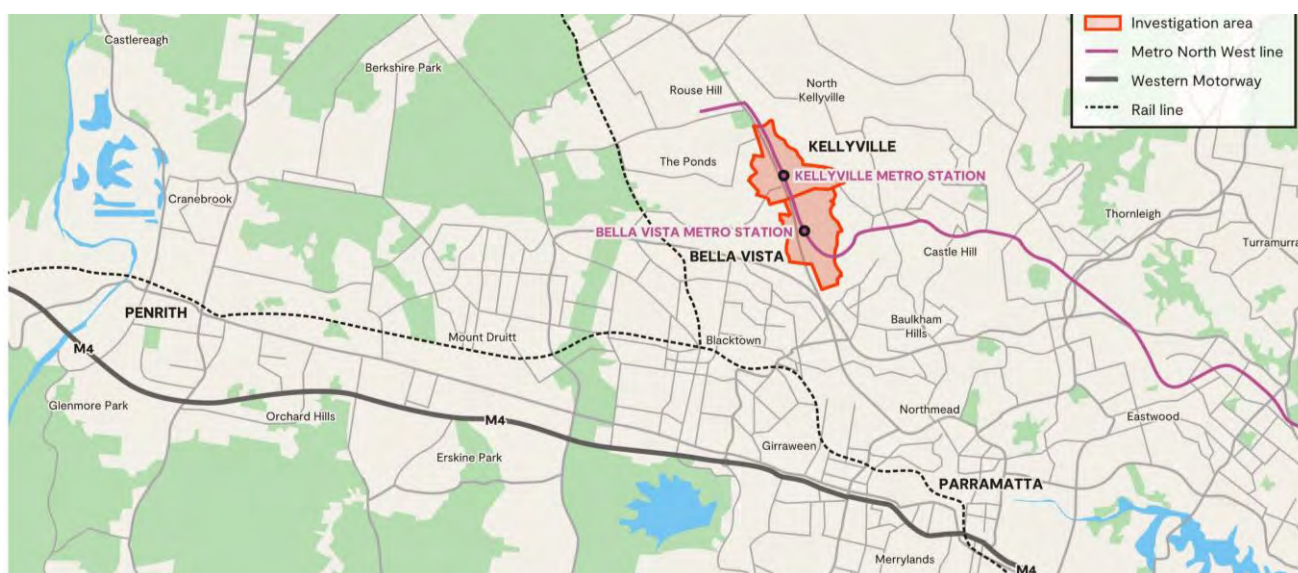 Investigation area
Metro North West line
Western Motorway
Rail line
Castlereagh
Berkshire Park
Rouse Hill
North
Kellyville
KELLYVILLE
The Ponds
KELLYVILLE METRO STATION
Cranebrook
Thornleigh
BELLA VISTA METRO STATION
Turramurra
Castle Hill
BELLA VISTA
PENRITH
Baulkham
Hills
Mount Druitt
Blacktown
M4
Glenmore Park
Orchard Hills
M4
Northmead
Eastwood
Girraween
Erskine Park
PARRAMATTA
Merrylands
M4